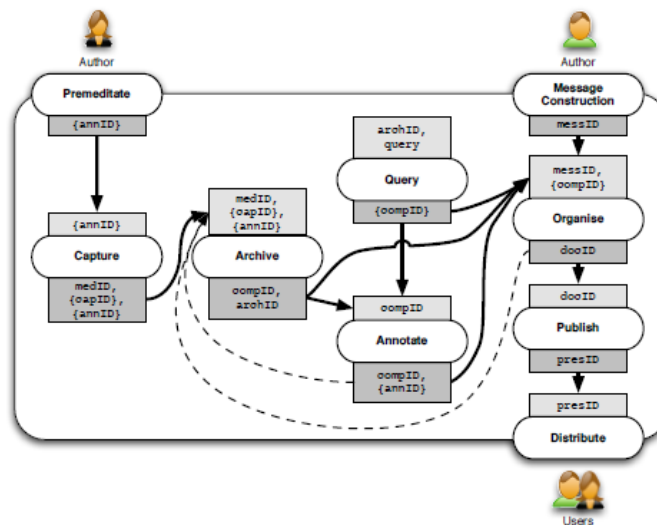 Author
Premeditate
{annID}
Author
Message
Construction
messID
archID,
query
Query
{compID}
messID,
{compID}
Organise
docID
{annID}
Capture
medID,
{capID},
{annID}
medID,
{capID},
{annID}
Archive
compID,
archID
compID
Annotate
compID,
{annID}
docID
Publish
presID
presID
Distribute
Users